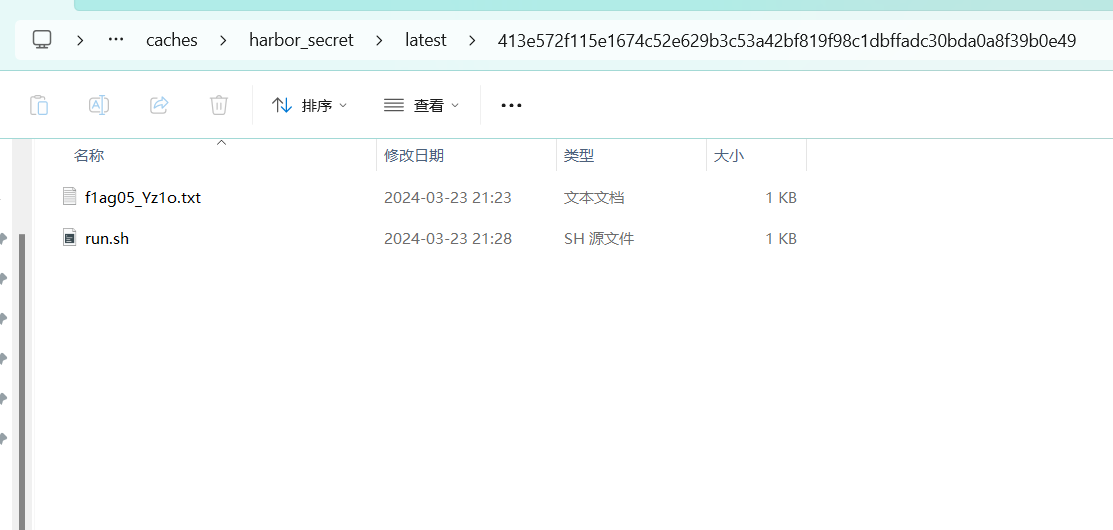 caches harbor_secret latest 413e572f115e1674c52e629b3c53a42bf819f98c1dbffadc30bda0a8f39b0e49
排序 查看
名称 修改日期 类型 大小
f1ag05_Yz1o.txt 2024-03-23 21:23 文本文档 1 KB
run.sh 2024-03-23 21:28 SH 源文件 1 KB